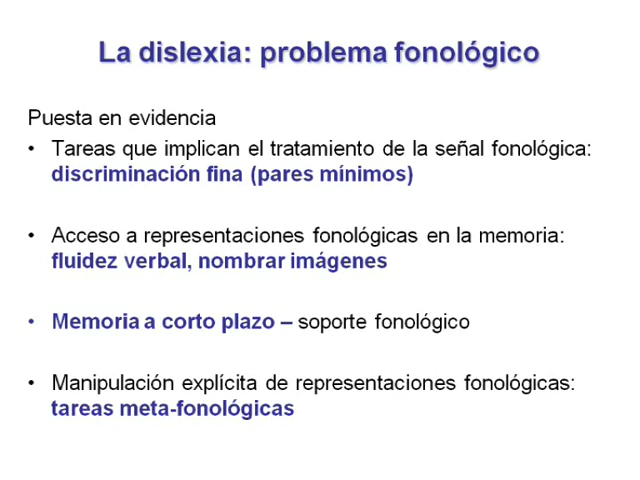 La dislexia: problema fonológico
Puesta en evidencia
• Tareas que implican el tratamiento de la señal fonológica:
discriminación fina (pares mínimos)
• Acceso a representaciones fonológicas en la memoria:
fluidez verbal, nombrar imágenes
• Memoria a corto plazo – soporte fonológico
• Manipulación explícita de representaciones fonológicas:
tareas meta-fonológicas